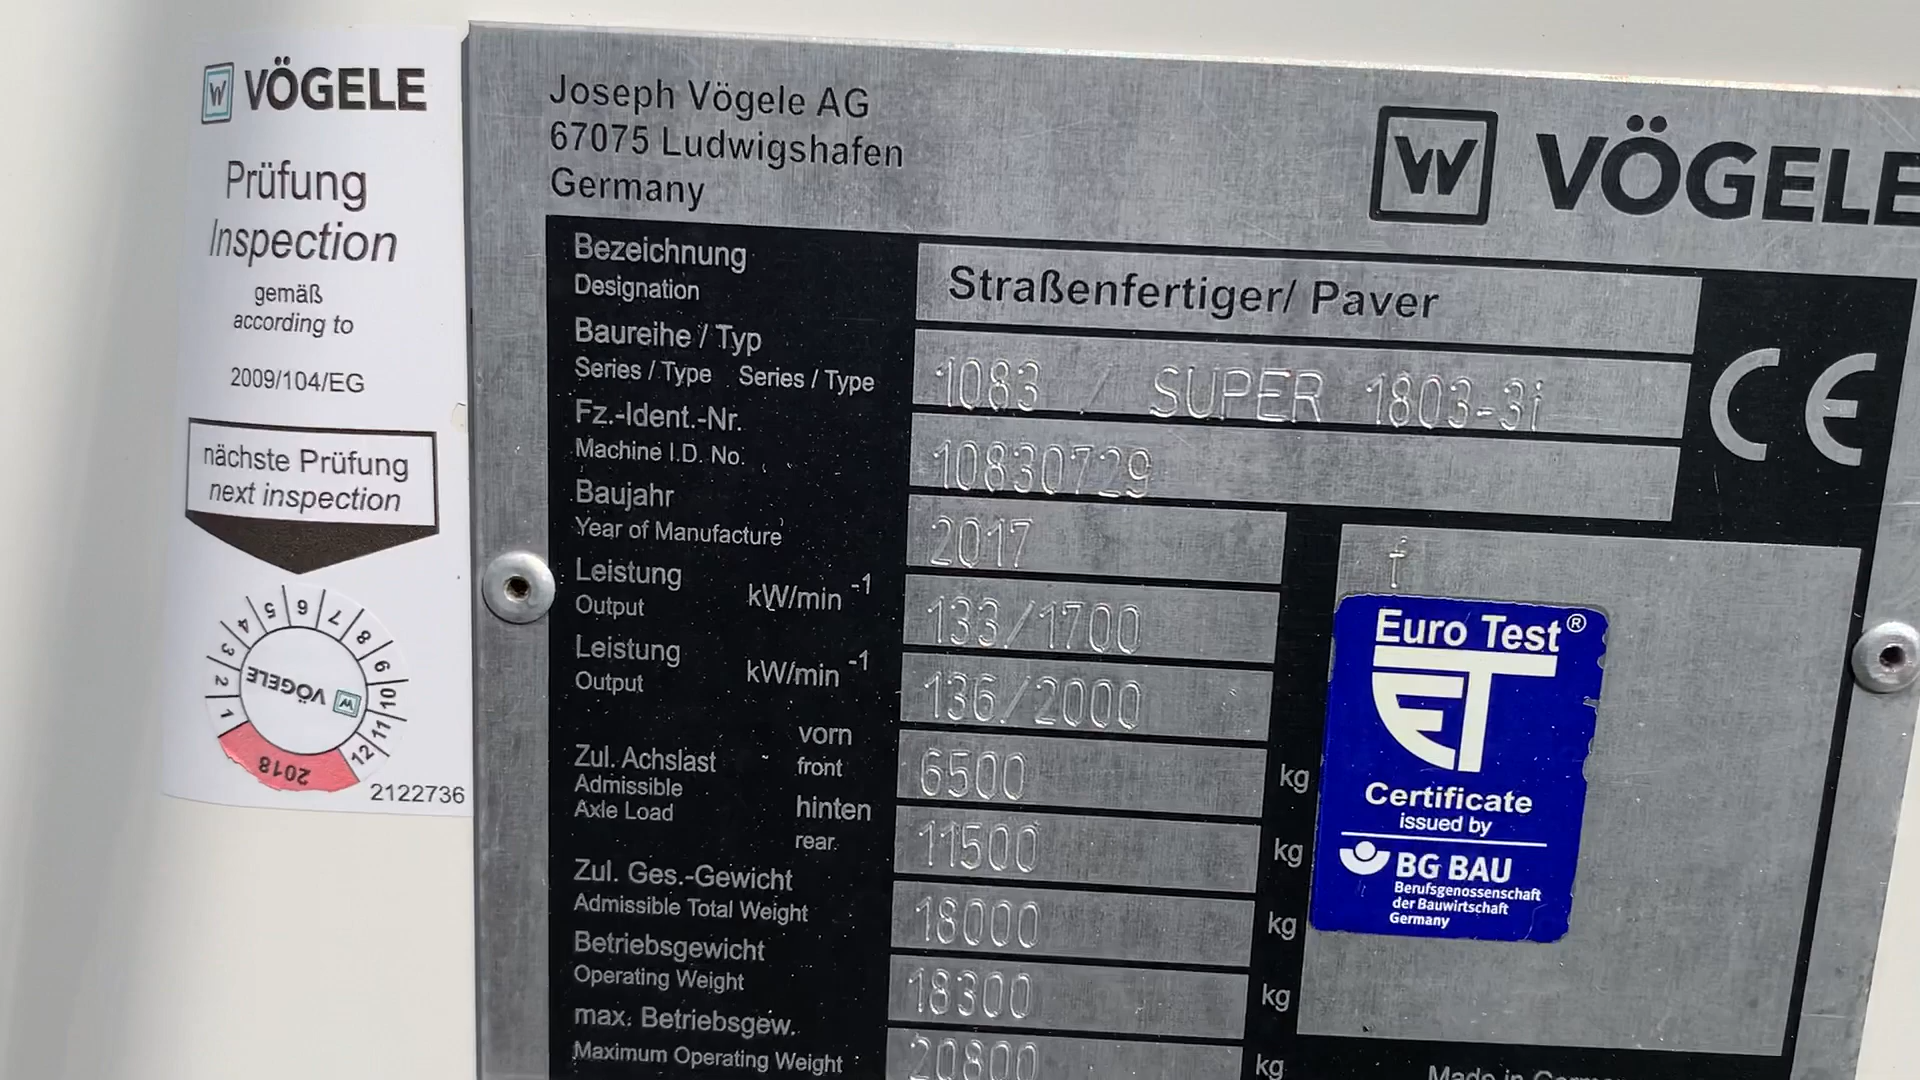 VÖGELE
Prüfung
Inspection
gemäß
according to
2009/104/EG
nächste Prüfung
next inspection
1 2 3 4 5 6 7 8 9 10 11 12
VÖGELE
2018
2122736
Joseph Vögele AG
67075 Ludwigshafen
Germany
VÖGELE
Bezeichnung
Designation
Straßenfertiger/ Paver
Baureihe / Typ
Series / Type Series / Type
1083 / SUPER 1803-3i
CE
Fz.-Ident.-Nr.
Machine I.D. No.
10830729
Baujahr
Year of Manufacture
2017
f
Leistung
Output
kW/min -1
133/1700
Leistung
Output
kW/min -1
136/2000
Zul. Achslast
Admissible
Axle Load
vorn
front
6500 kg
hinten
rear
11500 kg
Zul. Ges.-Gewicht
Admissible Total Weight
18000 kg
Betriebsgewicht
Operating Weight
18300 kg
max. Betriebsgew.
Maximum Operating Weight
20800 kg
Euro Test®
ET
Certificate
issued by
BG BAU
Berufsgenossenschaft
der Bauwirtschaft
Germany
Made in